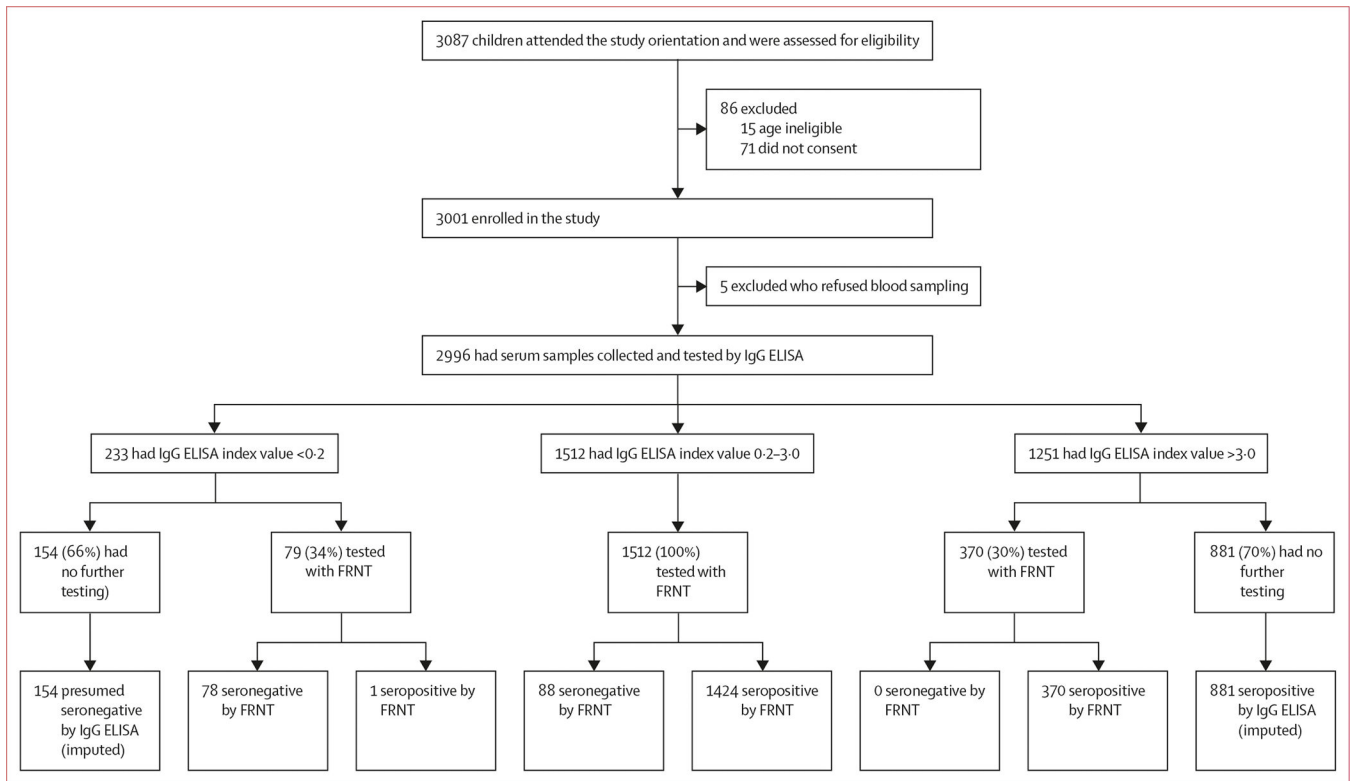 3087 children attended the study orientation and were assessed for eligibility
86 excluded
15 age ineligible
71 did not consent
3001 enrolled in the study
5 excluded who refused blood sampling
2996 had serum samples collected and tested by IgG ELISA
233 had IgG ELISA index value <0·2
1512 had IgG ELISA index value 0·2–3·0
1251 had IgG ELISA index value >3·0
154 (66%) had
no further
testing)
79 (34%) tested
with FRNT
1512 (100%)
tested with
FRNT
370 (30%) tested
with FRNT
881 (70%) had no
further
testing
154 presumed
seronegative
by IgG ELISA
(imputed)
78 seronegative
by FRNT
1 seropositive by
FRNT
88 seronegative
by FRNT
1424 seropositive
by FRNT
0 seronegative by
FRNT
370 seropositive
by FRNT
881 seropositive
by IgG ELISA
(imputed)